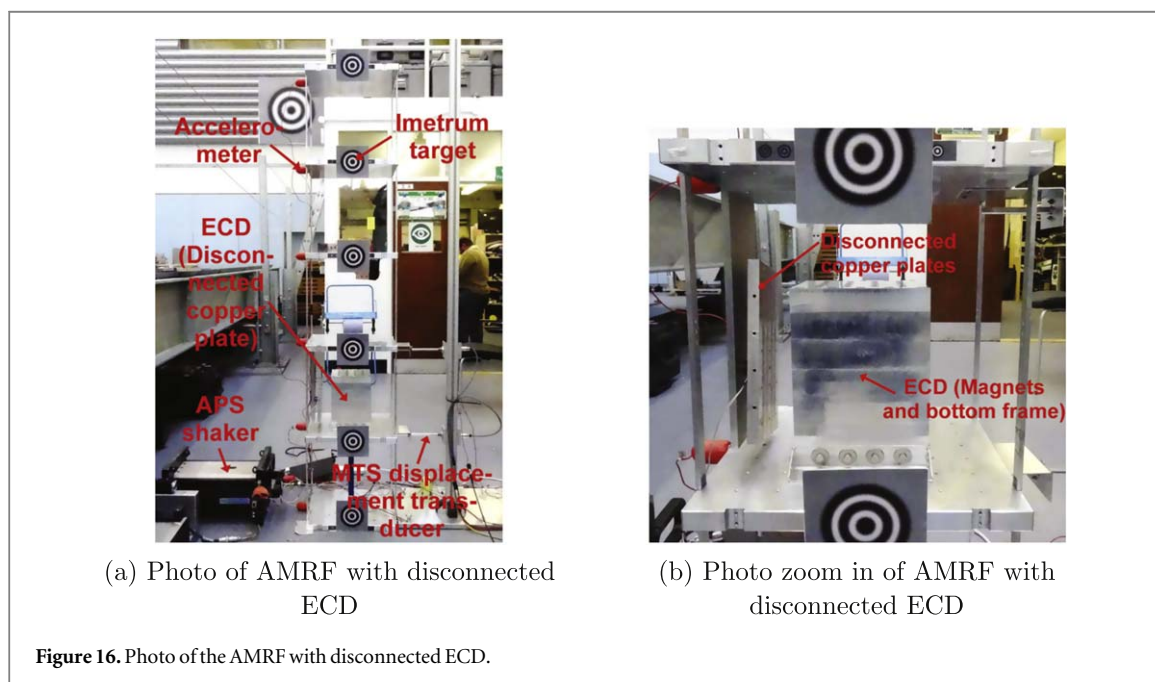 Accelero-
meter
Imetrum
target
ECD
(Discon-
nected
copper
plate)
APS
shaker
MTS displace-
ment trans-
ducer
Disconnected
copper plates
ECD (Magnets
and bottom frame)
(a) Photo of AMRF with disconnected
ECD
(b) Photo zoom in of AMRF with
disconnected ECD
Figure 16. Photo of the AMRF with disconnected ECD.